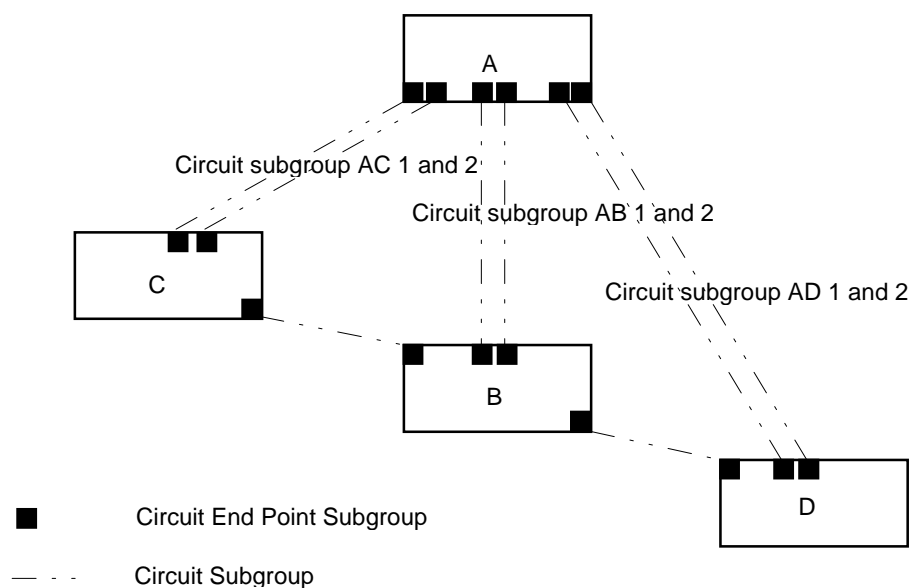 A
Circuit subgroup AC 1 and 2
Circuit subgroup AB 1 and 2
C
Circuit subgroup AD 1 and 2
B
D
Circuit End Point Subgroup
Circuit Subgroup